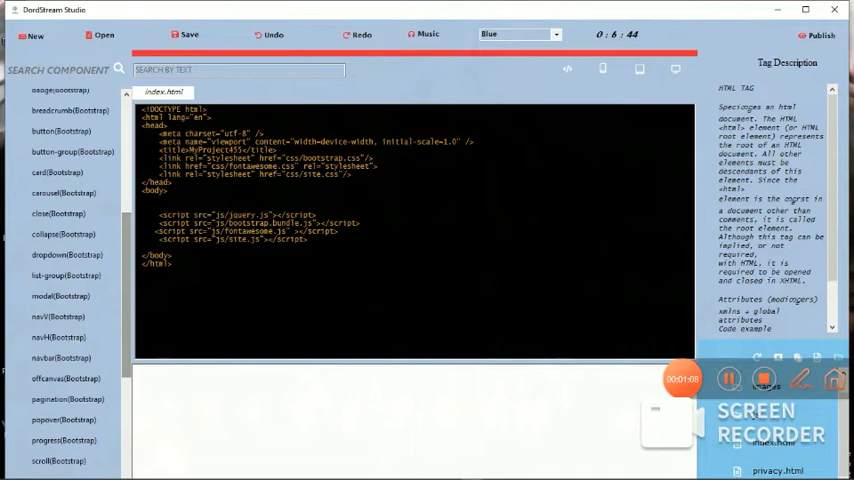 DordStream Studio
New
Open
Save
Undo
Redo
Music
Blue
0 : 6 : 44
Publish
SEARCH COMPONENT
SEARCH BY TEXT
Tag Description
badge(Bootstrap)
breadcrumb(Bootstrap)
button(Bootstrap)
button-group(Bootstrap)
card(Bootstrap)
carousel(Bootstrap)
close(Bootstrap)
collapse(Bootstrap)
dropdown(Bootstrap)
list-group(Bootstrap)
modal(Bootstrap)
navV(Bootstrap)
navH(Bootstrap)
navbar(Bootstrap)
offcanvas(Bootstrap)
pagination(Bootstrap)
popover(Bootstrap)
progress(Bootstrap)
scroll(Bootstrap)
index.html
<!DOCTYPE html>
<html lang="en">
<head>
<meta charset="utf-8" />
<meta name="viewport" content="width=device-width, initial-scale=1.0" />
<title>MyProject455</title>
<link rel="stylesheet" href="css/bootstrap.css"/>
<link href="css/fontawesome.css" rel="stylesheet">
<link rel="stylesheet" href="css/site.css"/>
</head>
<body>
<script src="js/jquery.js"></script>
<script src="js/bootstrap.bundle.js"></script>
<script src="js/fontawesome.js" ></script>
<script src="js/site.js"></script>
</body>
</html>
HTML TAG
an html
document. The HTML
<html> element (or HTML
root element) represents
the root of an HTML
document. All other
elements must be
descendants of this
element. Since the
<html>
element is the in
a document other than
comments, it is called
the root element.
Although this tag can be
implied, or not
required,
with HTML, it is
required to be opened
and closed in XHTML.
Attributes
xmlns + global
attributes
Code example
images
index.html
privacy.html
00:01:08
SCREEN
RECORDER